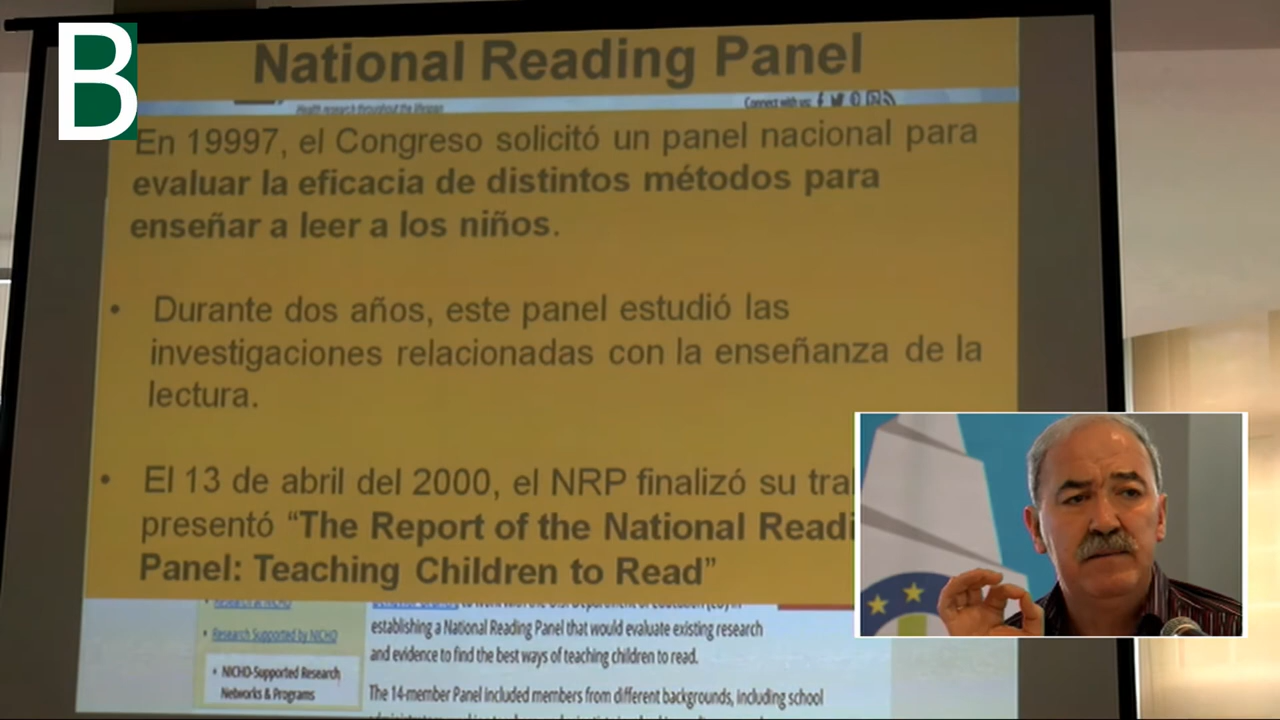 B
National Reading Panel
Health research throughout the lifespan
Connect with us:
En 19997, el Congreso solicitó un panel nacional para
evaluar la eficacia de distintos métodos para
enseñar a leer a los niños.
• Durante dos años, este panel estudió las
investigaciones relacionadas con la enseñanza de la
lectura.
• El 13 de abril del 2000, el NRP finalizó su tra
presentó “The Report of the National Readi
Panel: Teaching Children to Read”
• Research Supported by NICHD
• NICHD-Supported Research
Networks & Programs
establishing a National Reading Panel that would evaluate existing research
and evidence to find the best ways of teaching children to read.
The 14-member Panel included members from different backgrounds, including school